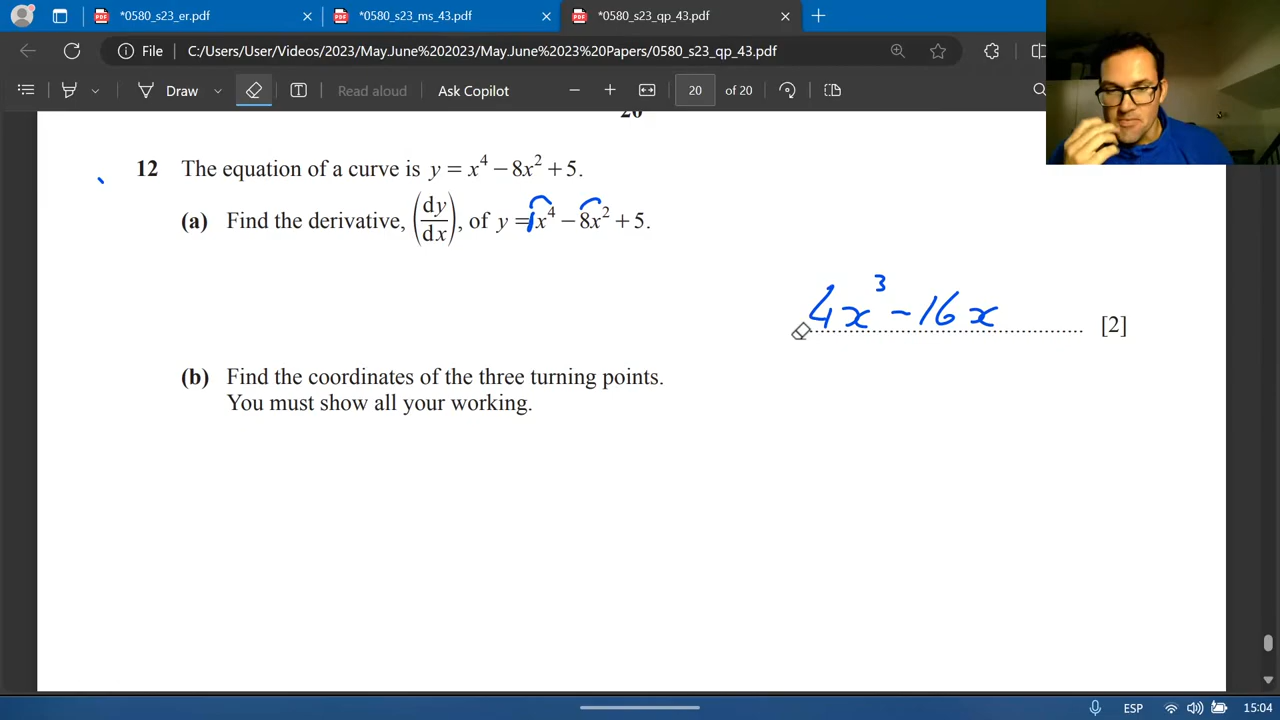 *0580_s23_er.pdf *0580_s23_ms_43.pdf *0580_s23_qp_43.pdf
File C:/Users/User/Videos/2023/May.June%202023/May.June%2023%20Papers/0580_s23_qp_43.pdf
Draw Read aloud Ask Copilot 20 of 20
12 The equation of a curve is y = x⁴ − 8x² + 5.
(a) Find the derivative, (dy/dx), of y = 1x⁴ − 8x² + 5.
4x³ − 16x [2]
(b) Find the coordinates of the three turning points.
You must show all your working.
ESP 15:04